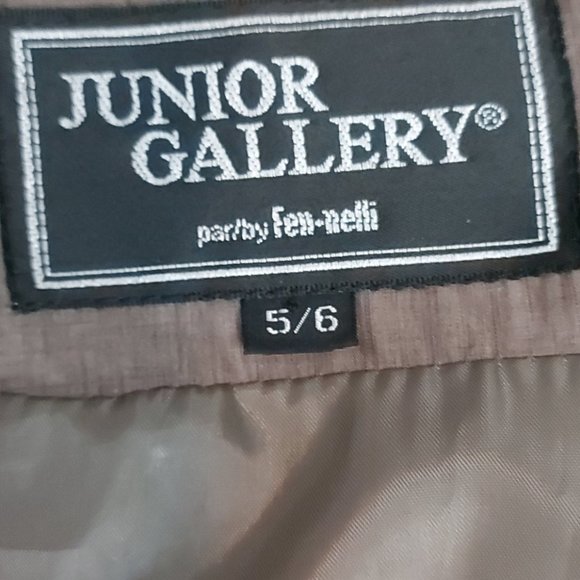 JUNIOR
GALLERY®
par/by Fen-nelli
5/6